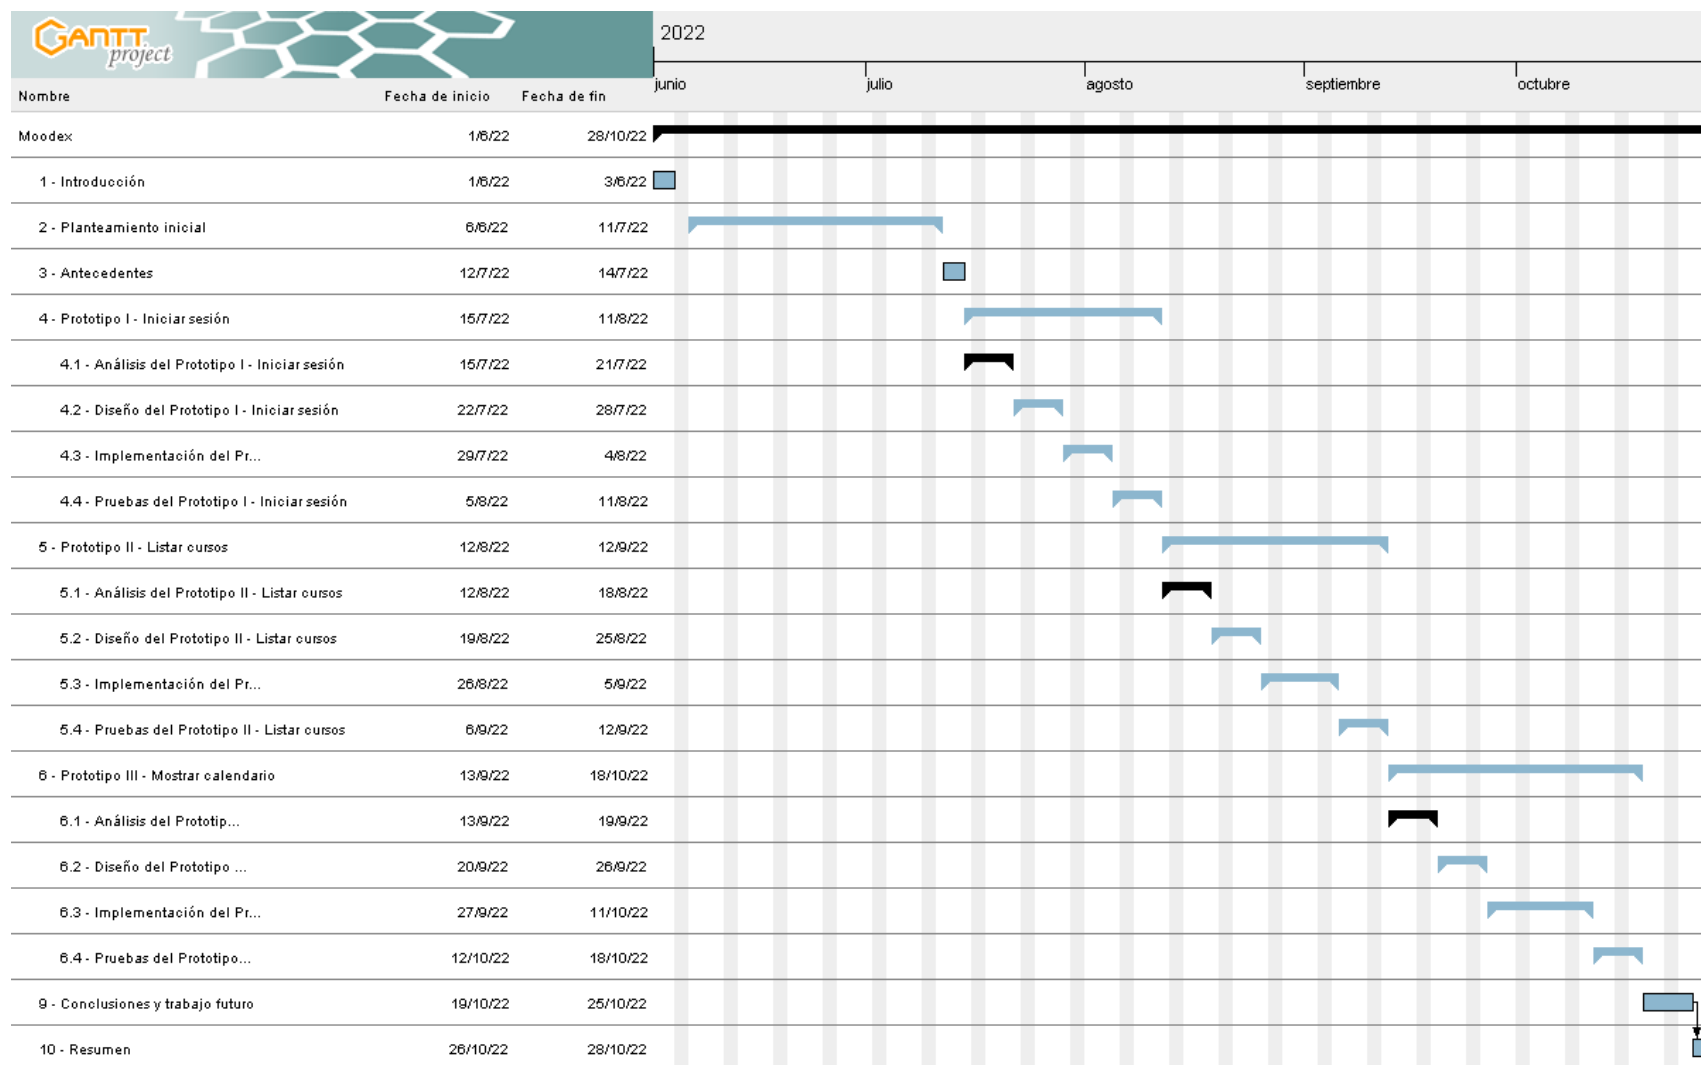 GANTT
project
2022
junio julio agosto septiembre octubre
Nombre Fecha de inicio Fecha de fin
Moodex 1/6/22 28/10/22
1 - Introducción 1/6/22 3/6/22
2 - Planteamiento inicial 6/6/22 11/7/22
3 - Antecedentes 12/7/22 14/7/22
4 - Prototipo I - Iniciar sesión 15/7/22 11/8/22
4.1 - Análisis del Prototipo I - Iniciar sesión 15/7/22 21/7/22
4.2 - Diseño del Prototipo I - Iniciar sesión 22/7/22 28/7/22
4.3 - Implementación del Pr... 29/7/22 4/8/22
4.4 - Pruebas del Prototipo I - Iniciar sesión 5/8/22 11/8/22
5 - Prototipo II - Listar cursos 12/8/22 12/9/22
5.1 - Análisis del Prototipo II - Listar cursos 12/8/22 18/8/22
5.2 - Diseño del Prototipo II - Listar cursos 19/8/22 25/8/22
5.3 - Implementación del Pr... 26/8/22 5/9/22
5.4 - Pruebas del Prototipo II - Listar cursos 6/9/22 12/9/22
6 - Prototipo III - Mostrar calendario 13/9/22 18/10/22
6.1 - Análisis del Prototip... 13/9/22 19/9/22
6.2 - Diseño del Prototipo ... 20/9/22 26/9/22
6.3 - Implementación del Pr... 27/9/22 11/10/22
6.4 - Pruebas del Prototipo... 12/10/22 18/10/22
9 - Conclusiones y trabajo futuro 19/10/22 25/10/22
10 - Resumen 26/10/22 28/10/22